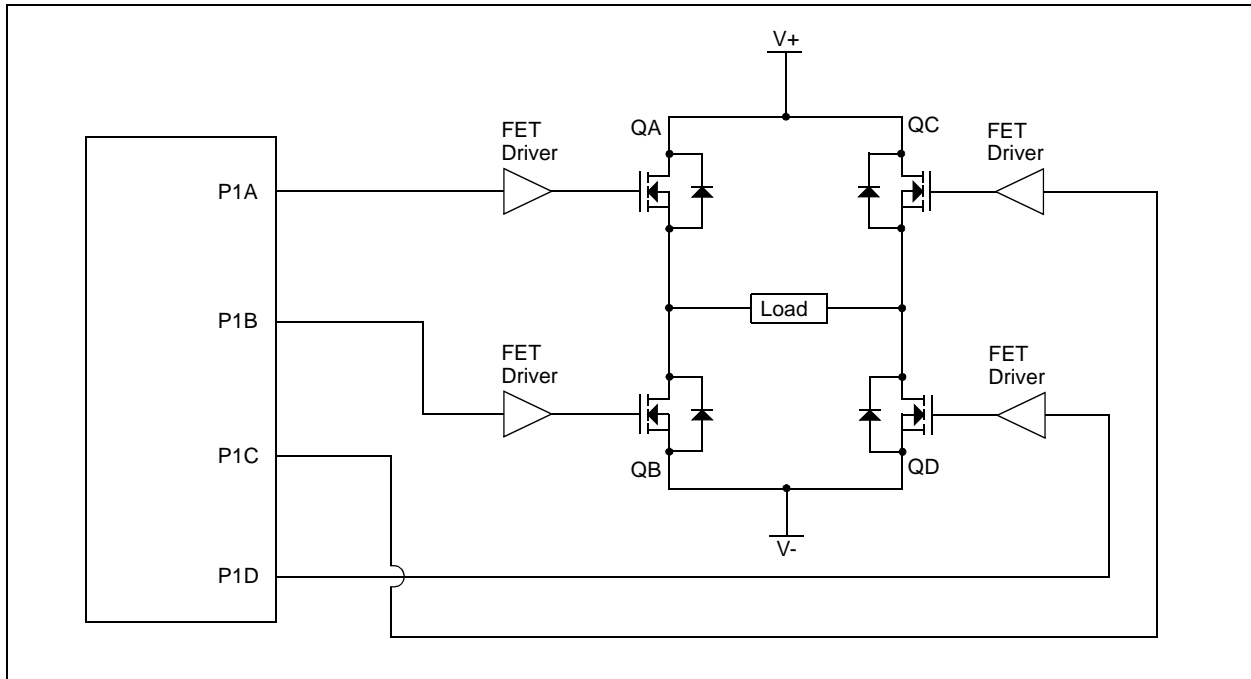 V+
FET
Driver
QA
QC
FET
Driver
P1A
P1B
Load
FET
Driver
FET
Driver
P1C
QB
QD
V-
P1D